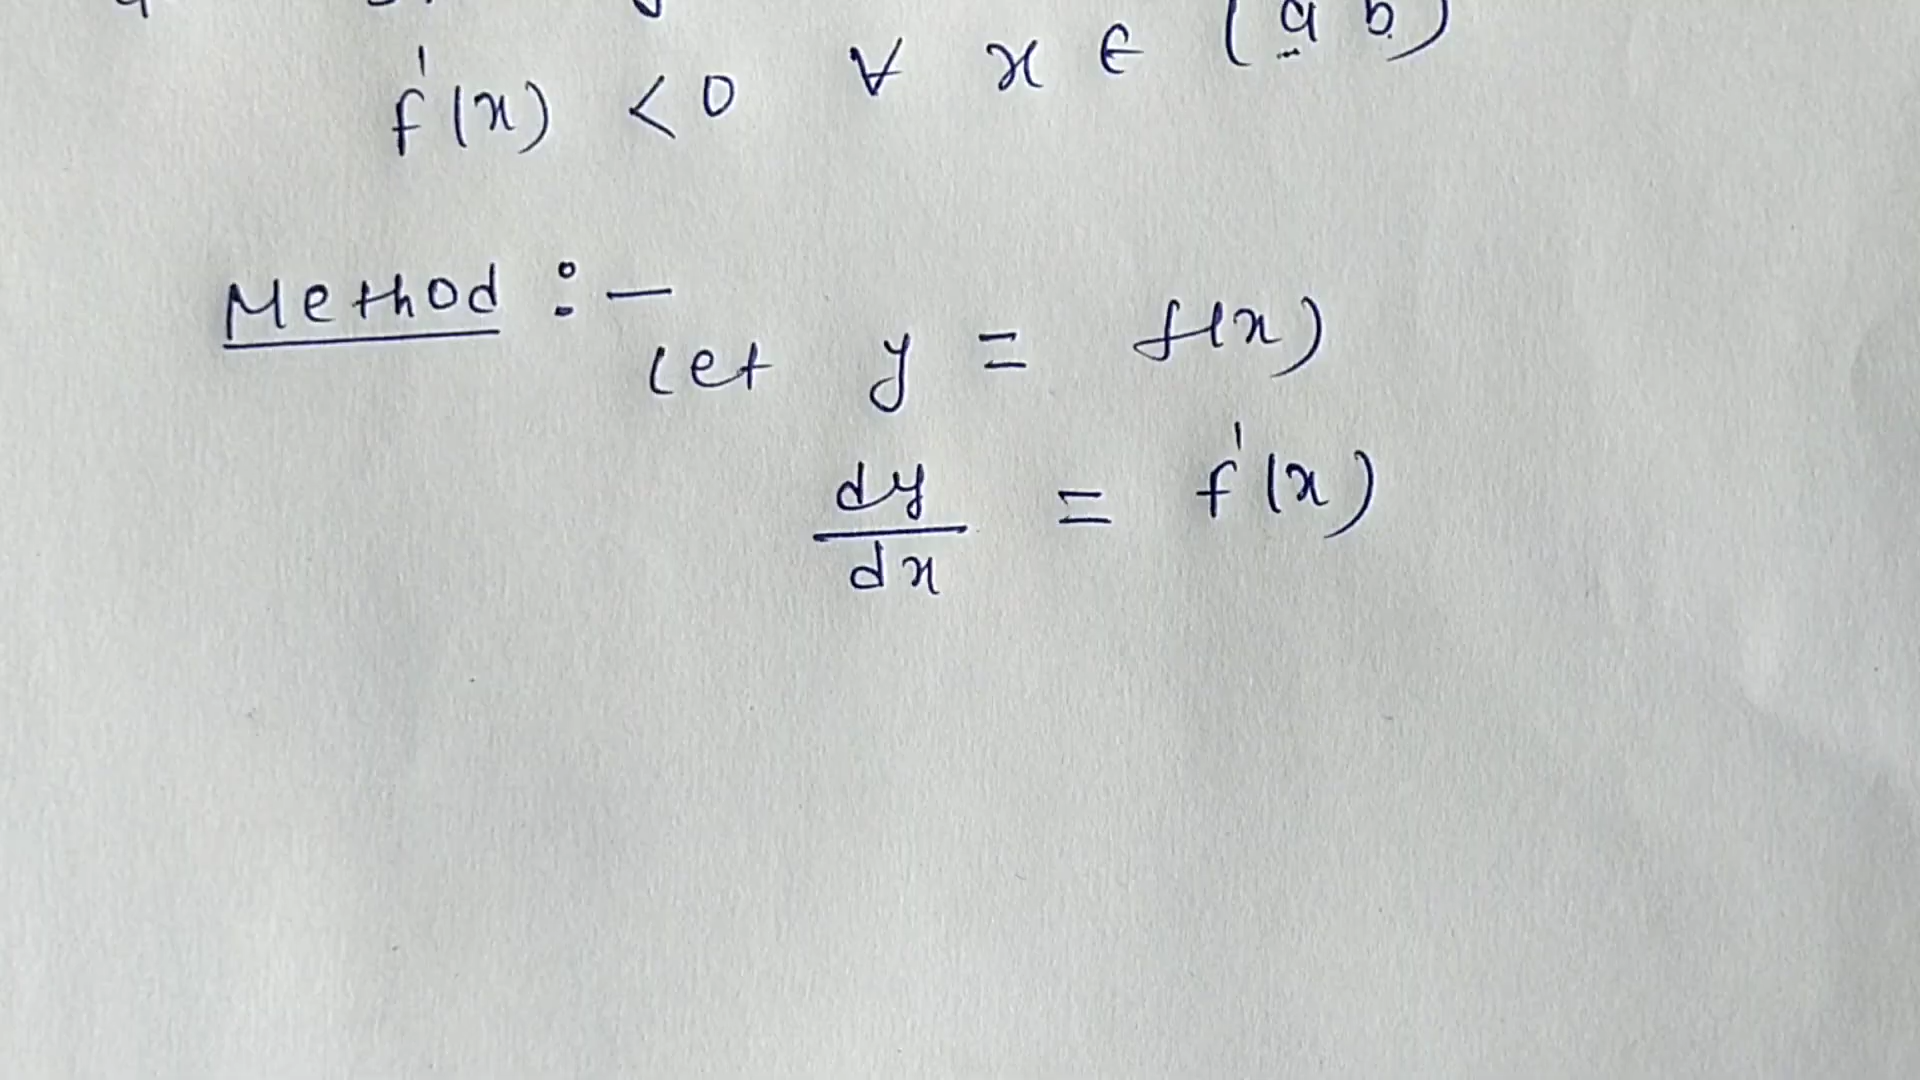 f'(x) < 0 ∀ x ∈ (a b)
Method :-
Let y = f(x)
dy/dx = f'(x)